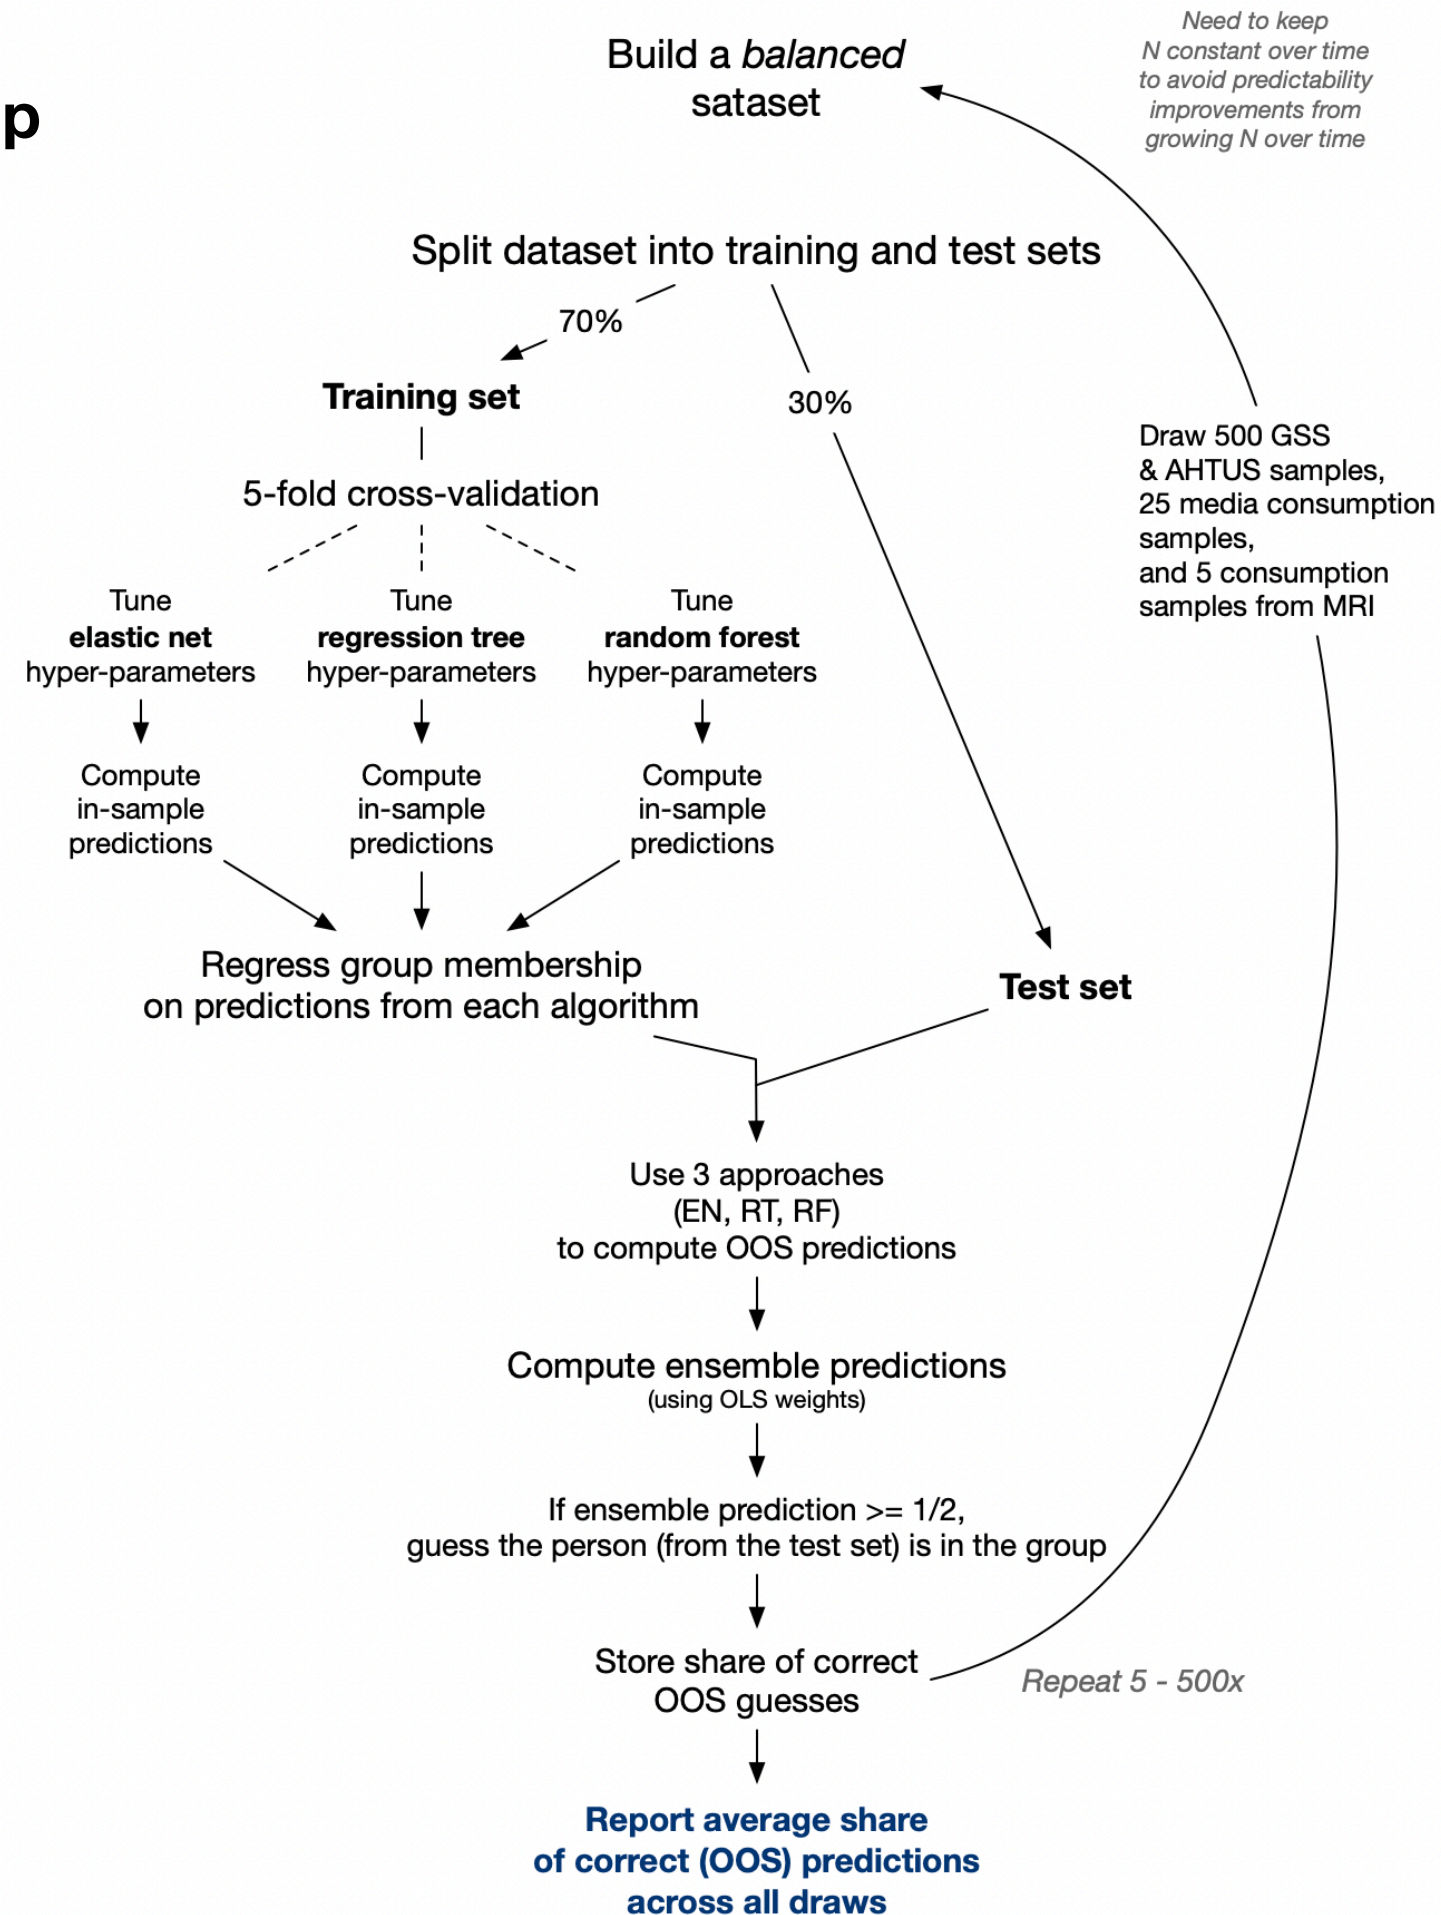 Need to keep
N constant over time
to avoid predictability
improvements from
growing N over time
Build a balanced
sataset
p
Split dataset into training and test sets
70%
30%
Training set
5-fold cross-validation
Tune
elastic net
hyper-parameters
Tune
regression tree
hyper-parameters
Tune
random forest
hyper-parameters
Draw 500 GSS
& AHTUS samples,
25 media consumption
samples,
and 5 consumption
samples from MRI
Compute
in-sample
predictions
Compute
in-sample
predictions
Compute
in-sample
predictions
Regress group membership
on predictions from each algorithm
Test set
Use 3 approaches
(EN, RT, RF)
to compute OOS predictions
Compute ensemble predictions
(using OLS weights)
If ensemble prediction >= 1/2,
guess the person (from the test set) is in the group
Store share of correct
OOS guesses
Repeat 5 - 500x
Report average share
of correct (OOS) predictions
across all draws